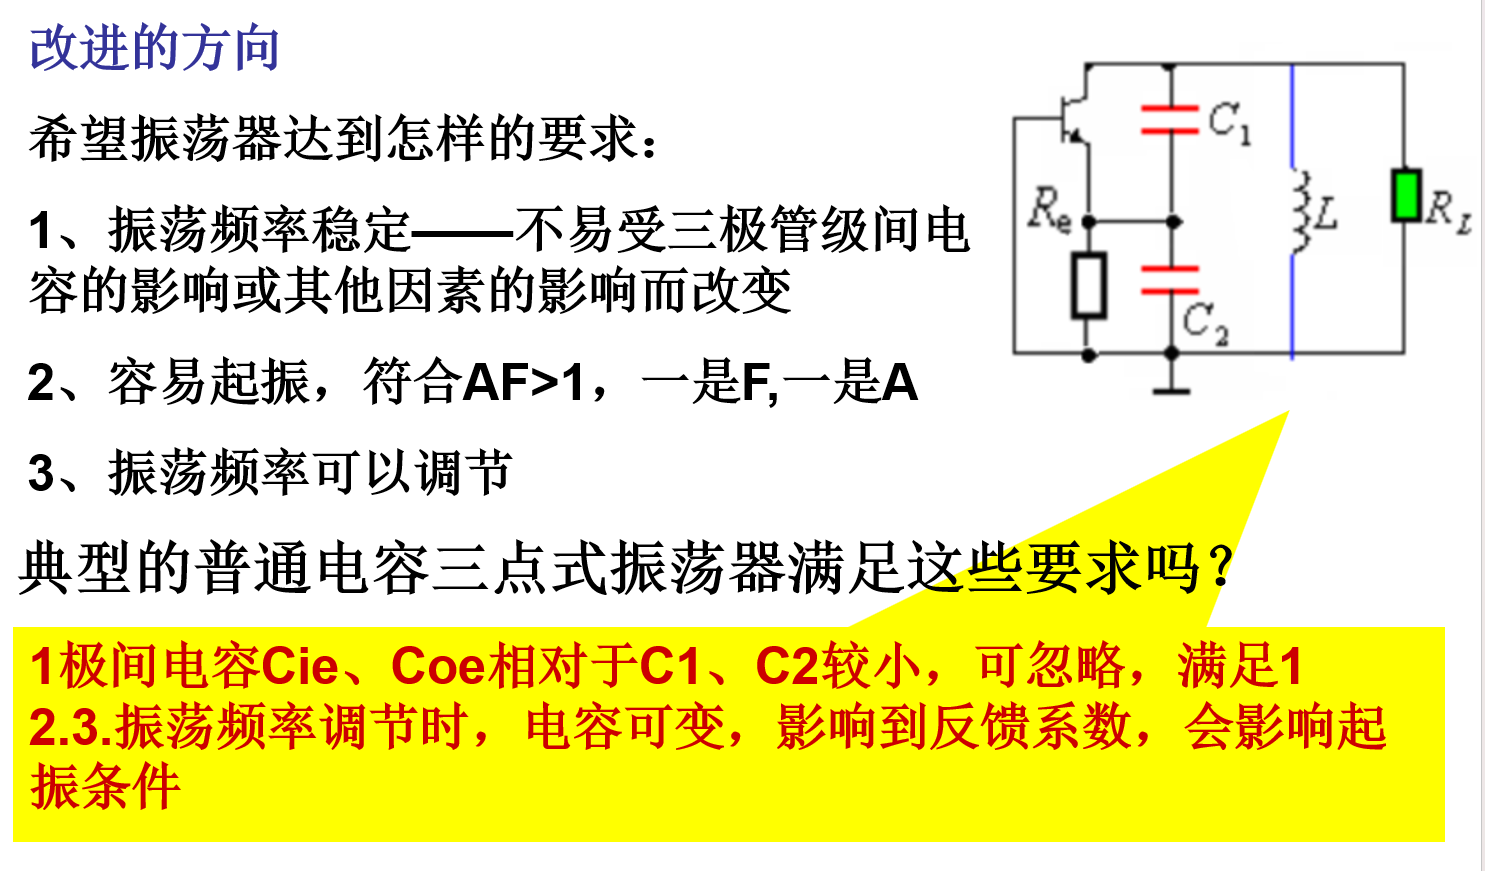 改进的方向
希望振荡器达到怎样的要求：
1、振荡频率稳定——不易受三极管级间电
容的影响或其他因素的影响而改变
2、容易起振，符合AF>1，一是F,一是A
3、振荡频率可以调节
典型的普通电容三点式振荡器满足这些要求吗?
1极间电容Cie、Coe相对于C1、C2较小，可忽略，满足1
2.3.振荡频率调节时，电容可变，影响到反馈系数，会影响起
振条件
C1
Re
L
RL
C2